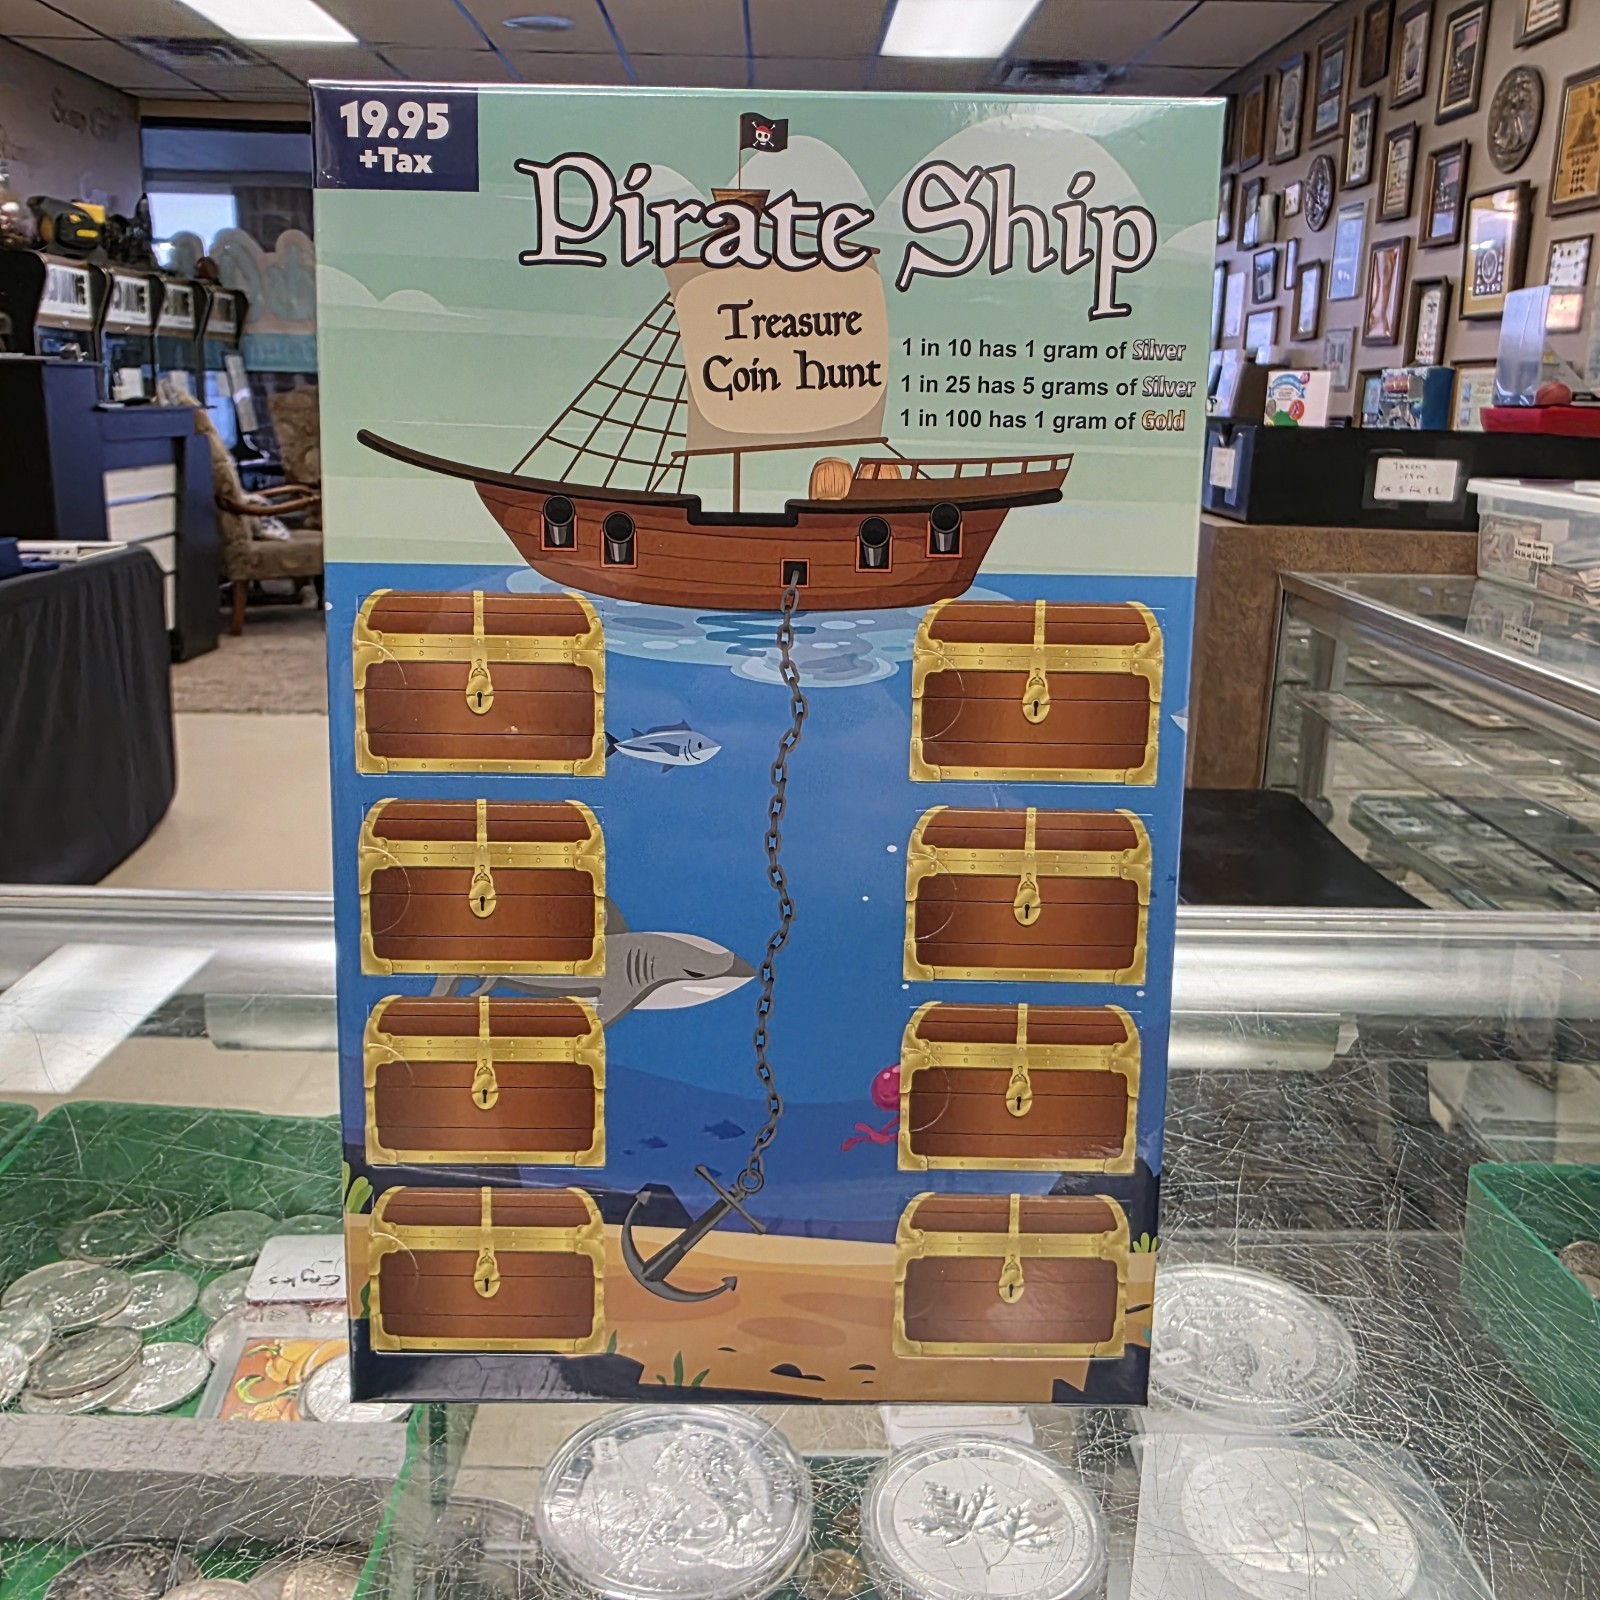 19.95
+Tax
Pirate Ship
Treasure
Coin Hunt
1 in 10 has 1 gram of Silver
1 in 25 has 5 grams of Silver
1 in 100 has 1 gram of Gold
Eagles